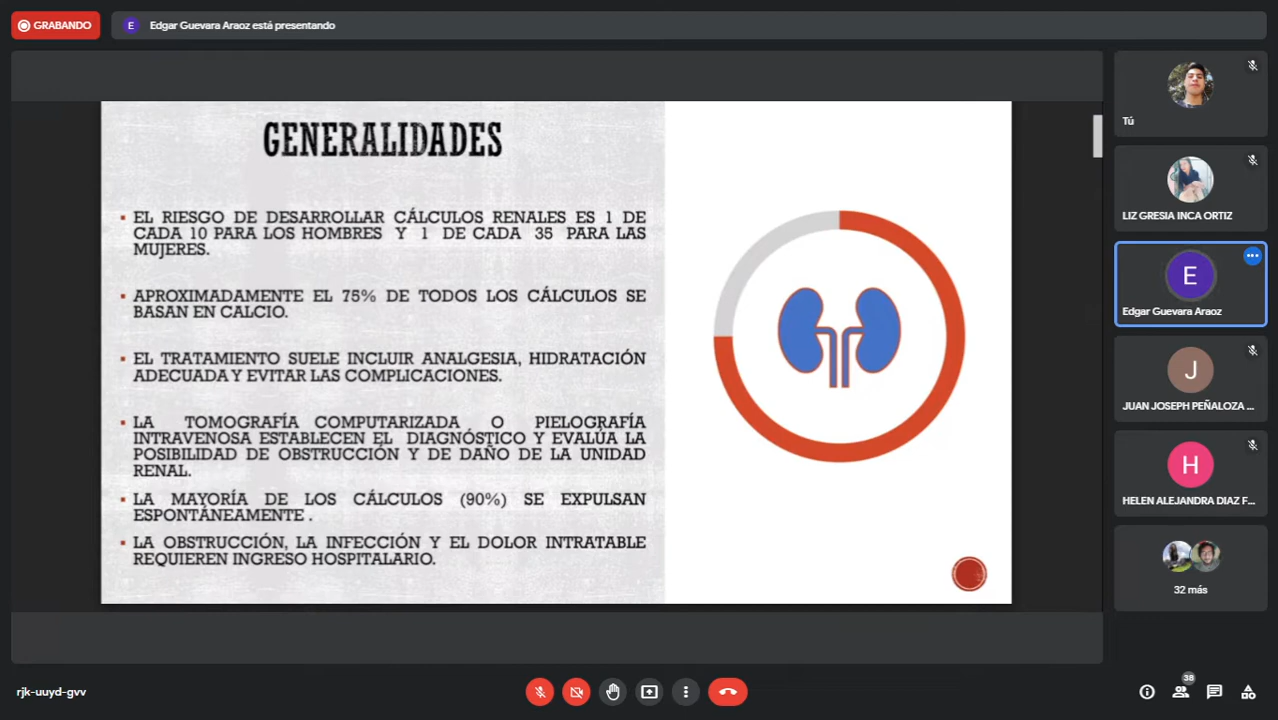 GRABANDO
E
Edgar Guevara Araoz está presentando
GENERALIDADES
▪ EL RIESGO DE DESARROLLAR CÁLCULOS RENALES ES 1 DE
CADA 10 PARA LOS HOMBRES Y 1 DE CADA 35 PARA LAS
MUJERES.
▪ APROXIMADAMENTE EL 75% DE TODOS LOS CÁLCULOS SE
BASAN EN CALCIO.
▪ EL TRATAMIENTO SUELE INCLUIR ANALGESIA, HIDRATACIÓN
ADECUADA Y EVITAR LAS COMPLICACIONES.
▪ LA TOMOGRAFÍA COMPUTARIZADA O PIELOGRAFÍA
INTRAVENOSA ESTABLECEN EL DIAGNÓSTICO Y EVALÚA LA
POSIBILIDAD DE OBSTRUCCIÓN Y DE DAÑO DE LA UNIDAD
RENAL.
▪ LA MAYORÍA DE LOS CÁLCULOS (90%) SE EXPULSAN
ESPONTÁNEAMENTE .
▪ LA OBSTRUCCIÓN, LA INFECCIÓN Y EL DOLOR INTRATABLE
REQUIEREN INGRESO HOSPITALARIO.
Tú
LIZ GRESIA INCA ORTIZ
E
Edgar Guevara Araoz
J
JUAN JOSEPH PEÑALOZA ...
H
HELEN ALEJANDRA DIAZ F...
32 más
rjk-uuyd-gvv
38